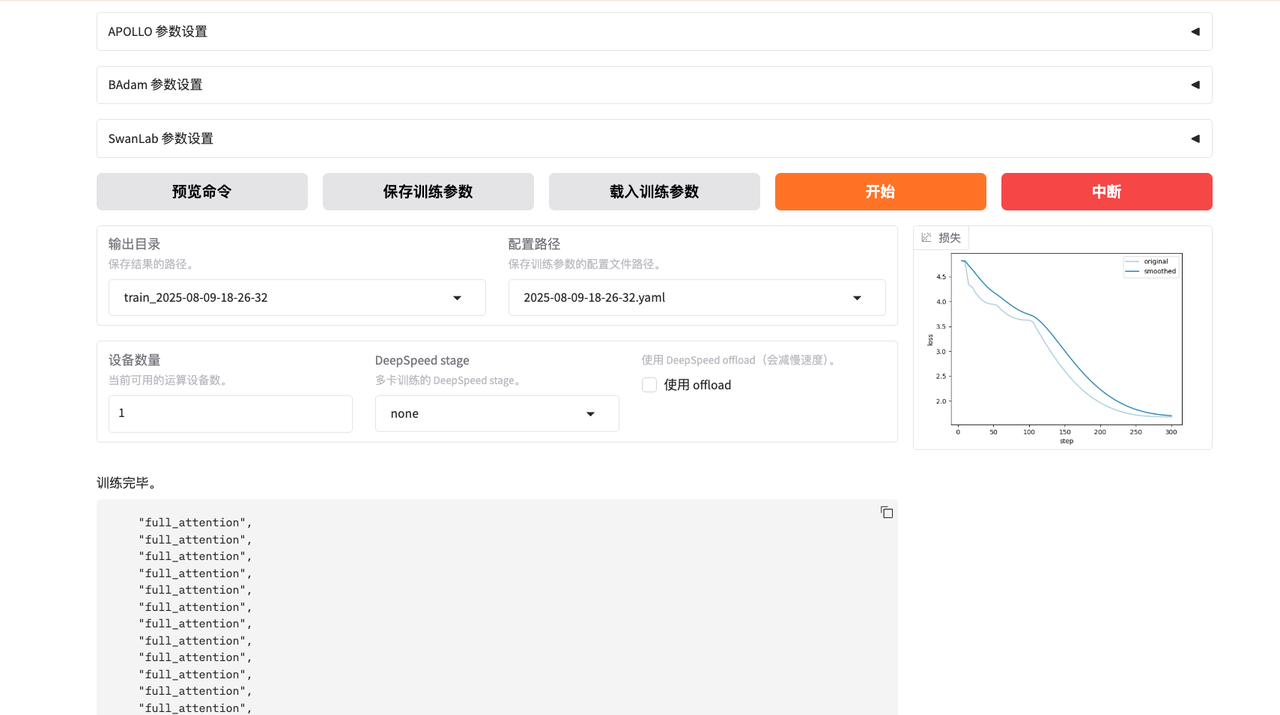 APOLLO 参数设置
BAdam 参数设置
SwanLab 参数设置
预览命令
保存训练参数
载入训练参数
开始
中断
输出目录
保存结果的路径。
train_2025-08-09-18-26-32
配置路径
保存训练参数的配置文件路径。
2025-08-09-18-26-32.yaml
设备数量
当前可用的运算设备数。
1
DeepSpeed stage
多卡训练的 DeepSpeed stage。
none
使用 DeepSpeed offload（会减慢速度）。
使用 offload
损失
original
smoothed
4.5
4.0
3.5
3.0
2.5
2.0
loss
0 50 100 150 200 250 300
step
训练完毕。
"full_attention",
"full_attention",
"full_attention",
"full_attention",
"full_attention",
"full_attention",
"full_attention",
"full_attention",
"full_attention",
"full_attention",
"full_attention",
"full_attention",